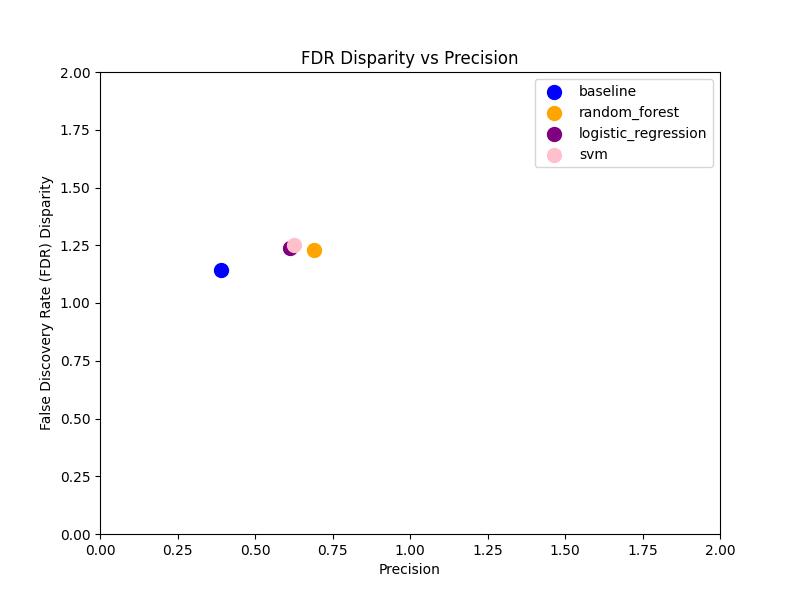 FDR Disparity vs Precision
baseline
random_forest
logistic_regression
svm
False Discovery Rate (FDR) Disparity
2.00
1.75
1.50
1.25
1.00
0.75
0.50
0.25
0.00
0.00 0.25 0.50 0.75 1.00 1.25 1.50 1.75 2.00
Precision